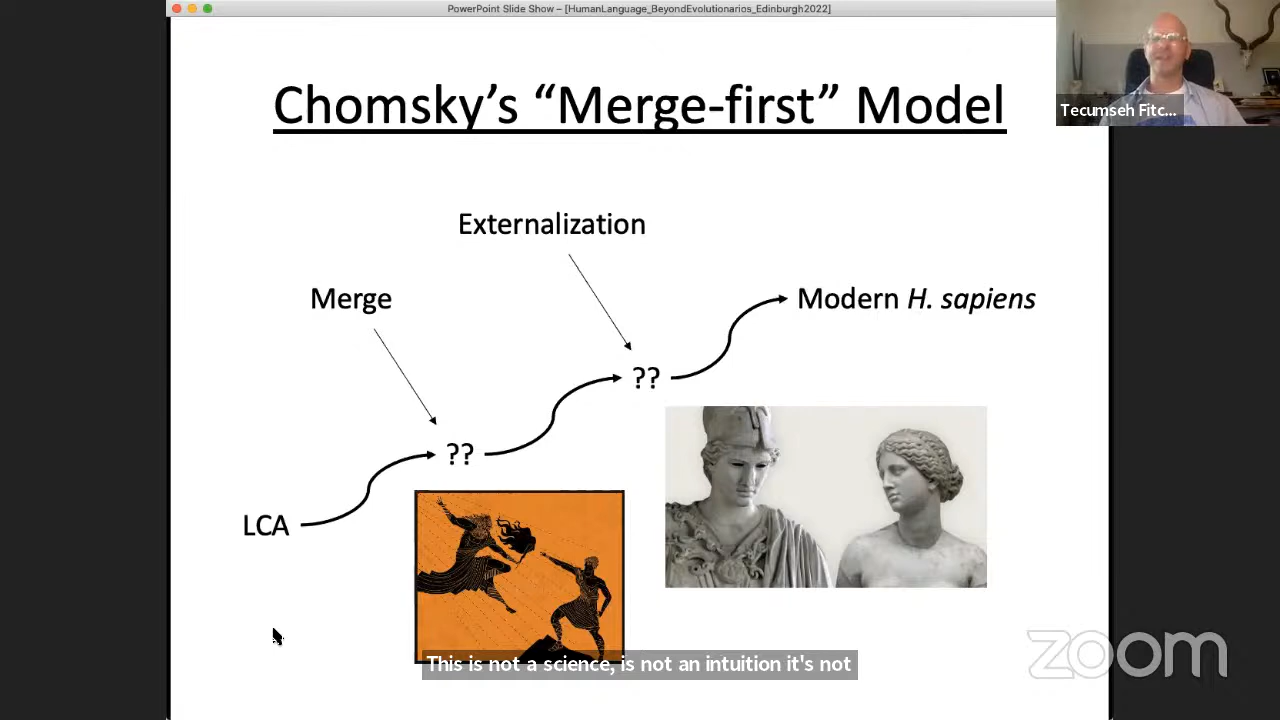 PowerPoint Slide Show – [HumanLanguage_BeyondEvolutionarios_Edinburgh2022]
Tecumseh Fitc...
Chomsky’s “Merge-first” Model
Externalization
Merge
Modern H. sapiens
??
??
LCA
This is not a science, is not an intuition it's not
zoom